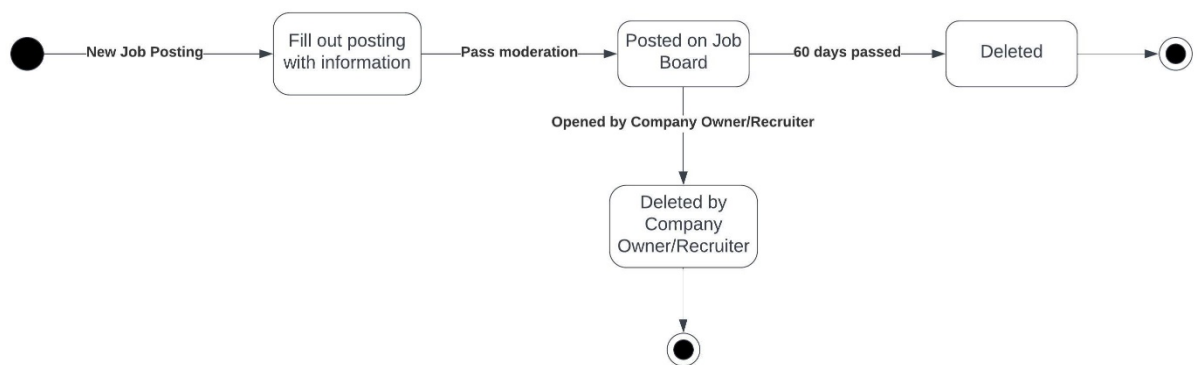 New Job Posting
Fill out posting
with information
Pass moderation
Posted on Job
Board
60 days passed
Deleted
Opened by Company Owner/Recruiter
Deleted by
Company
Owner/Recruiter